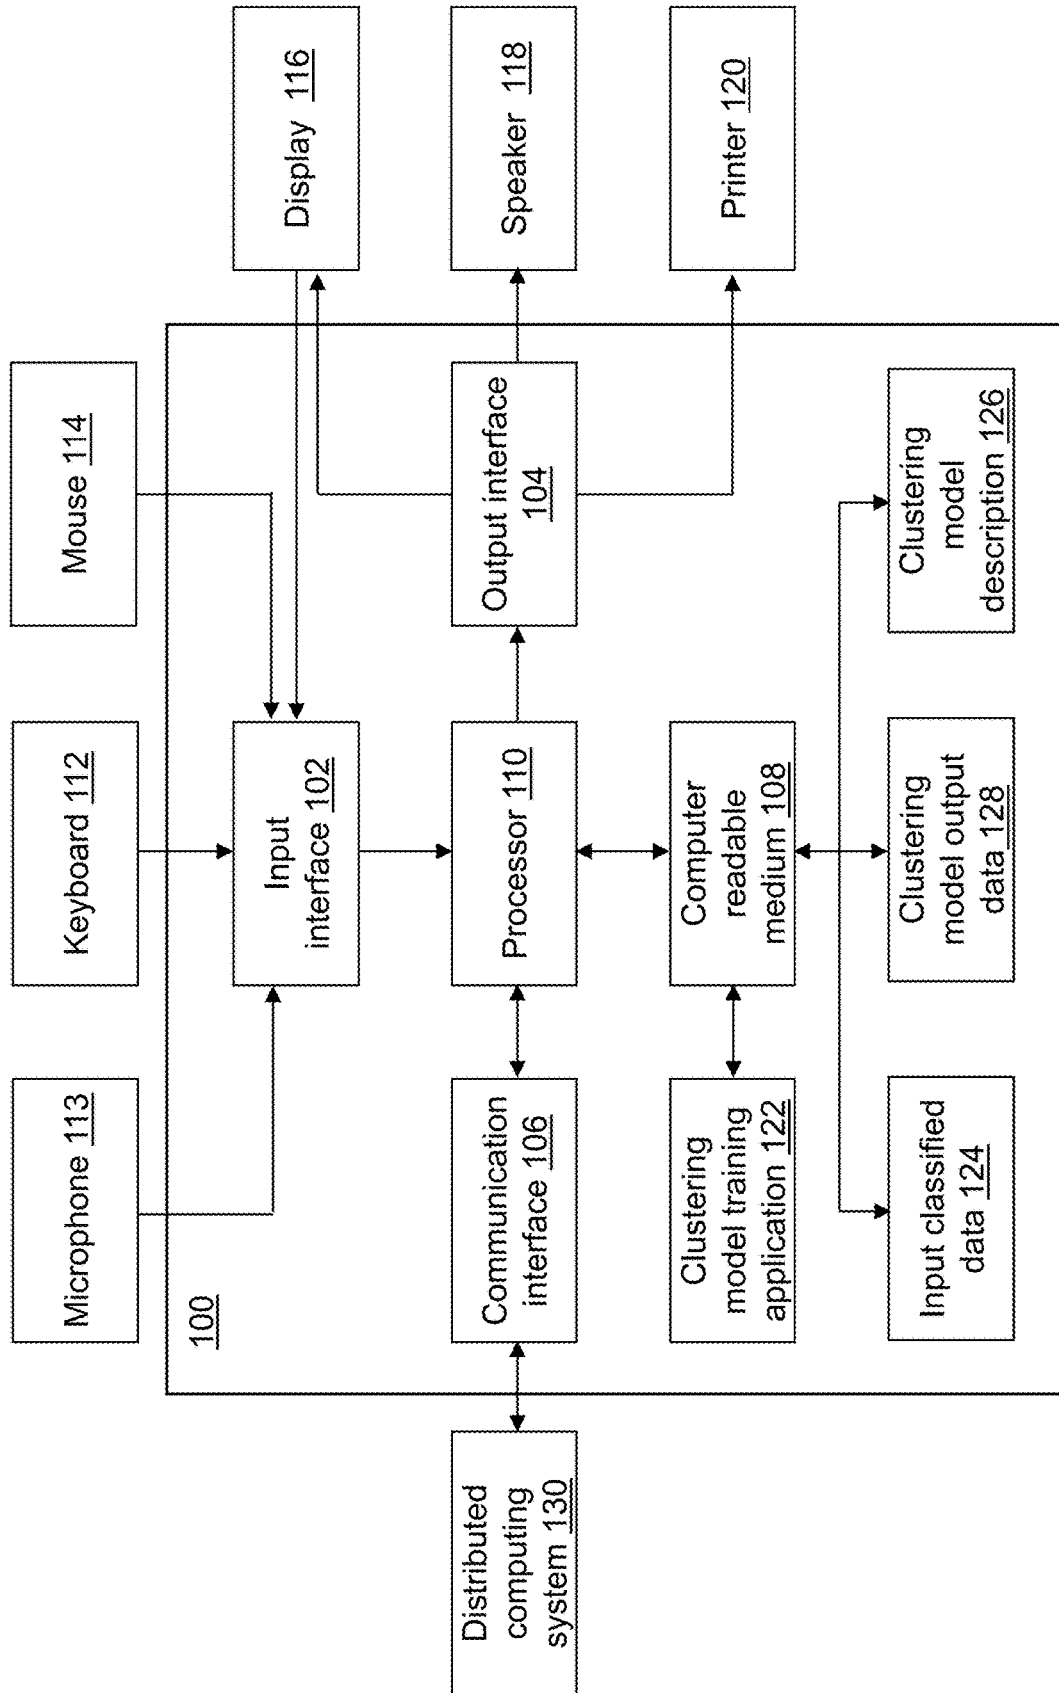 Microphone 113
Keyboard 112
Mouse 114
100
Input
interface 102
Display 116
Distributed
computing
system 130
Communication
interface 106
Processor 110
Output interface
104
Speaker 118
Clustering
model training
application 122
Computer
readable
medium 108
Printer 120
Input classified
data 124
Clustering
model output
data 128
Clustering
model
description 126